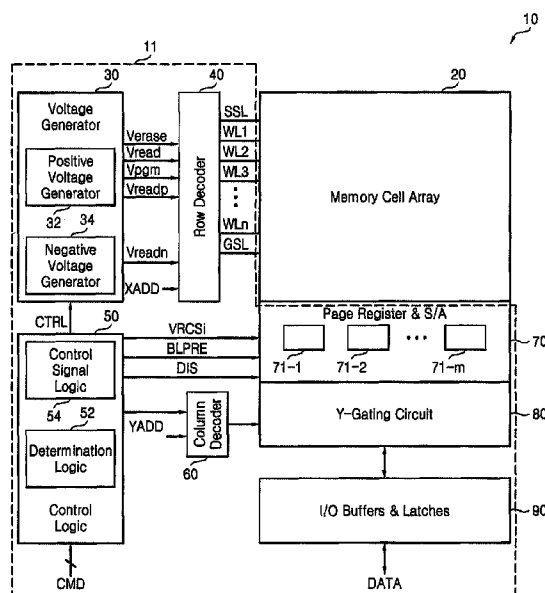 10
11
30
40
20
Voltage
Generator
Positive
Voltage
Generator
32
34
Negative
Voltage
Generator
Verase
Vread
Vpgm
Vreadp
Vreadn
XADD
Row Decoder
SSL
WL1
WL2
WL3
WLn
GSL
Memory Cell Array
CTRL
50
Control
Signal
Logic
54
52
Determination
Logic
Control
Logic
CMD
VRCSi
BLPRE
DIS
YADD
Column
Decoder
60
Page Register & S/A
71-1
71-2
71-m
70
Y-Gating Circuit
80
I/O Buffers & Latches
90
DATA